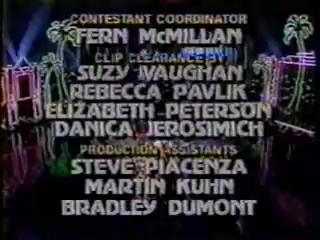 CONTESTANT COORDINATOR
FERN McMILLAN
CLIP CLEARANCE BY
SUZY VAUGHAN
REBECCA PAVLIK
ELIZABETH PETERSON
DANICA JEROSIMICH
PRODUCTION ASSISTANTS
STEVE PIACENZA
MARTIN KUHN
BRADLEY DUMONT